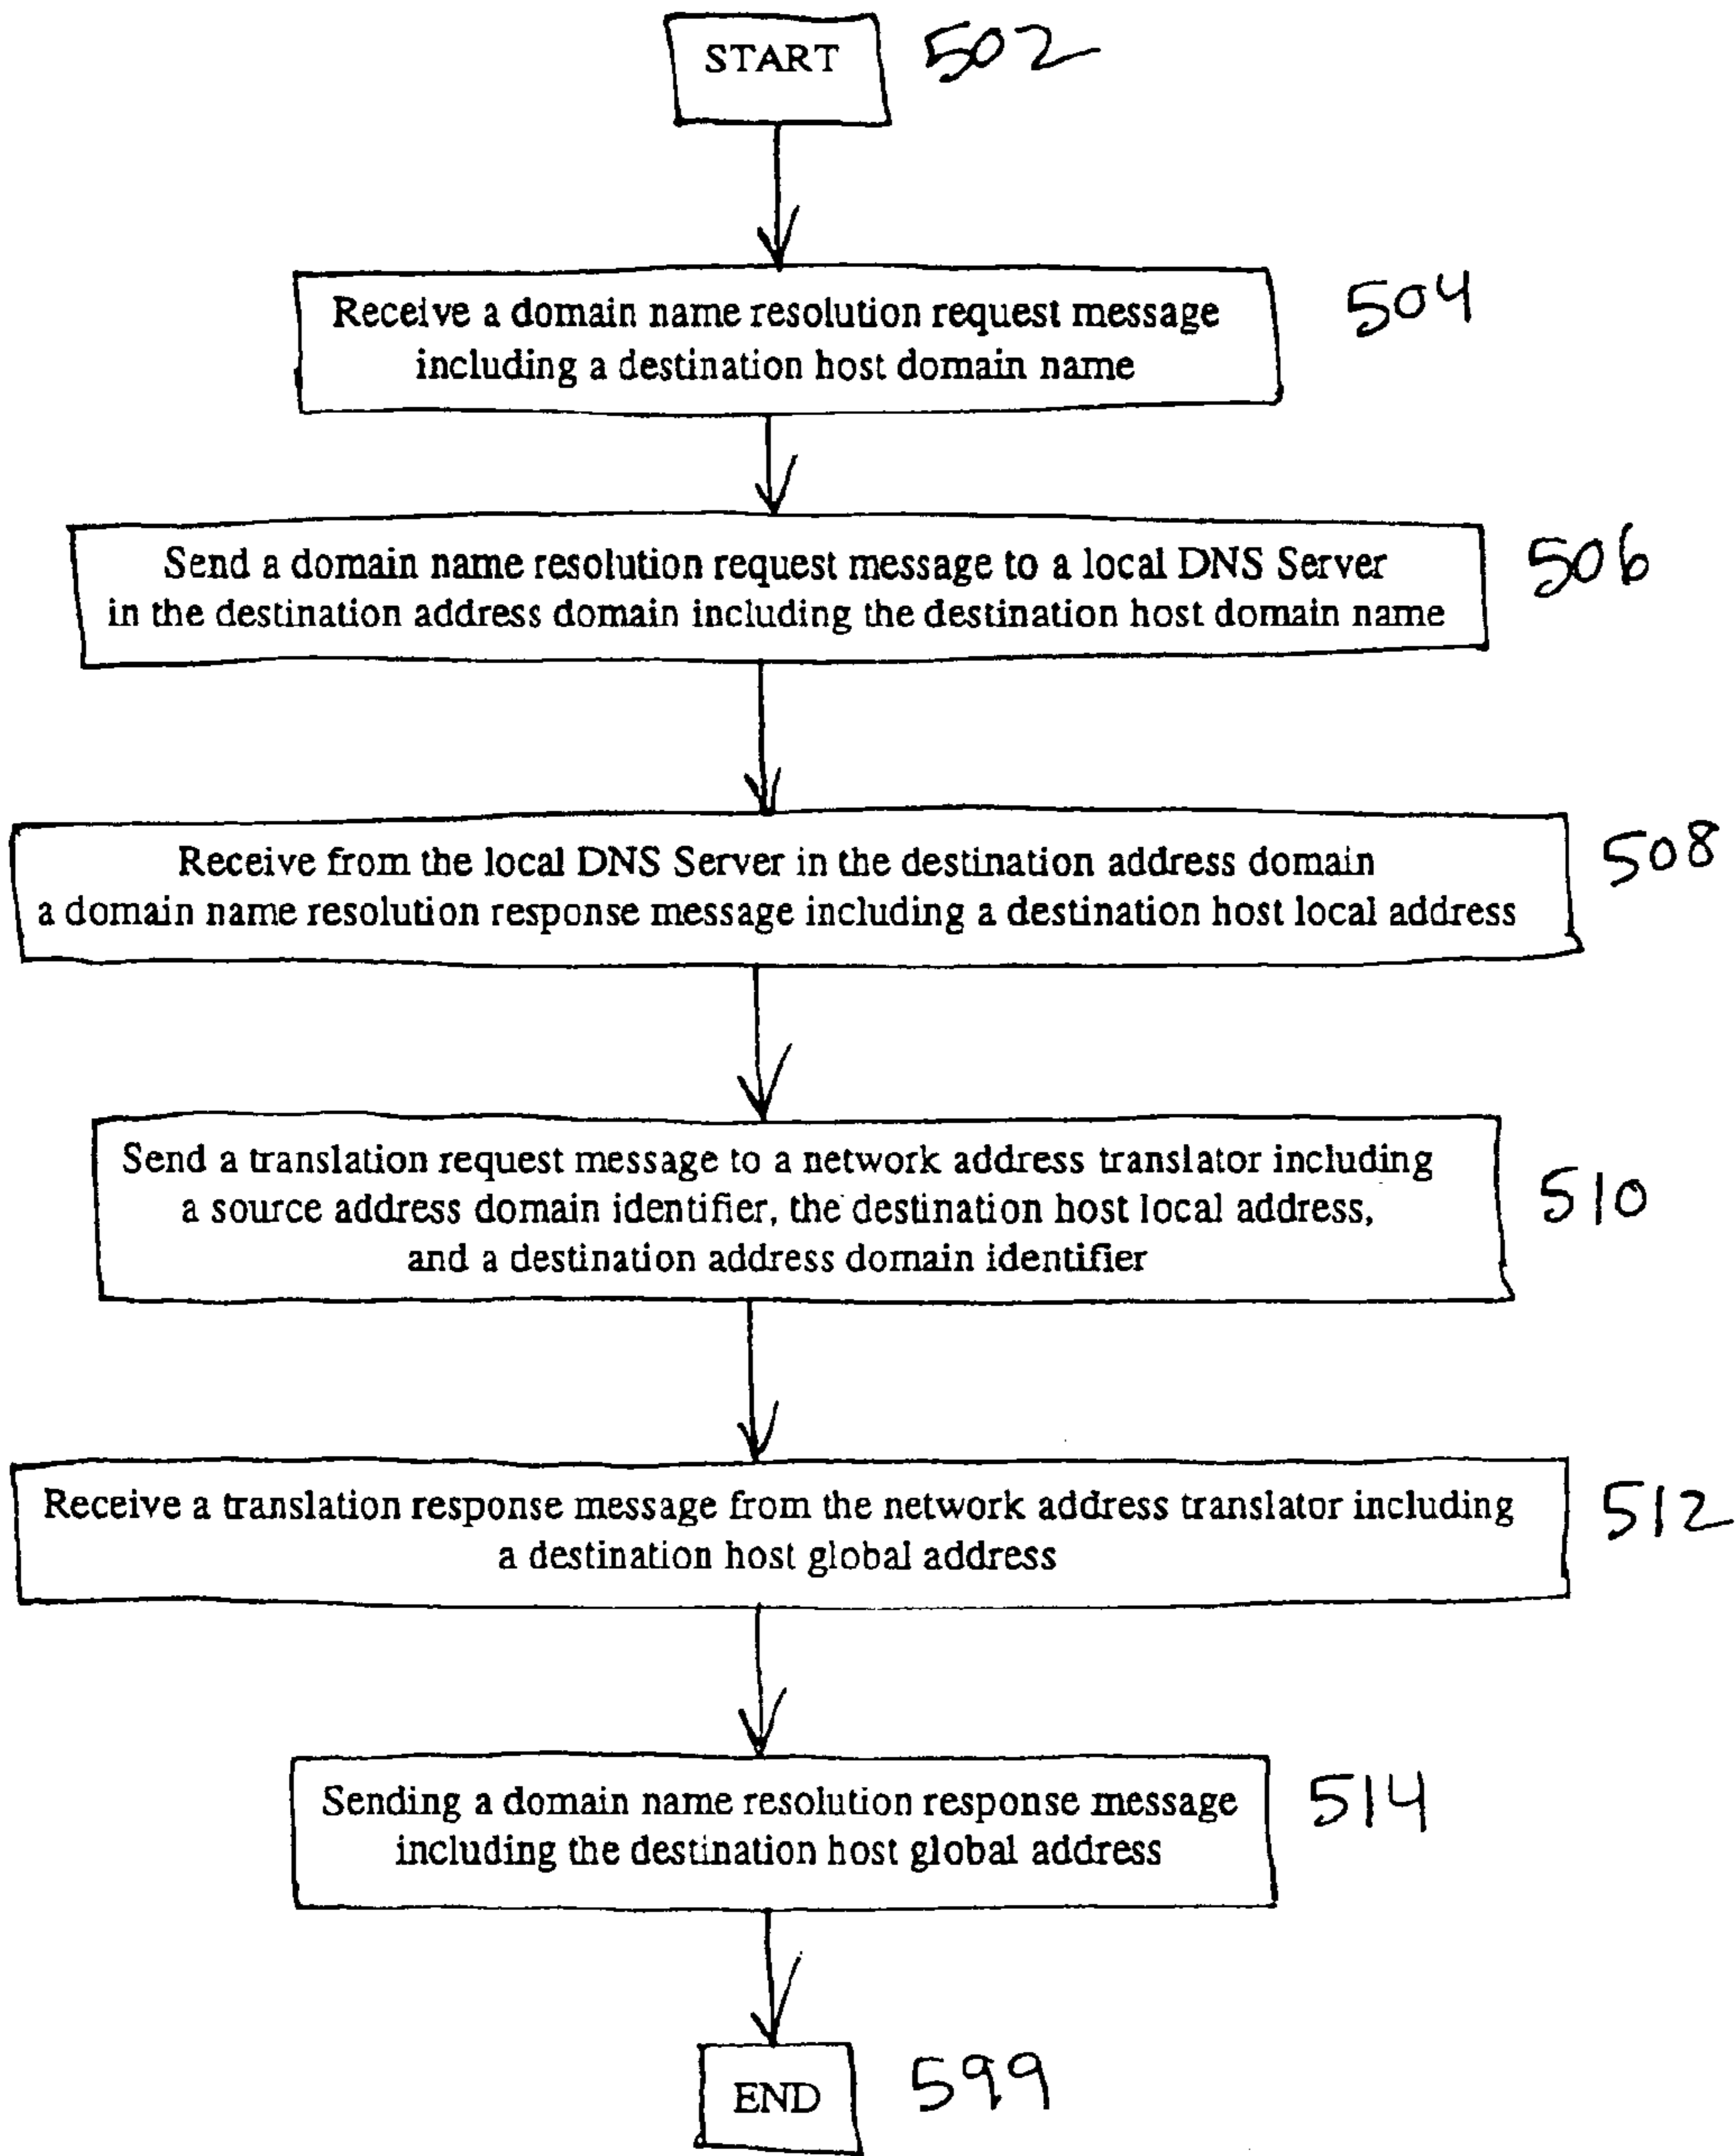 START
502
Receive a domain name resolution request message
including a destination host domain name
504
Send a domain name resolution request message to a local DNS Server
in the destination address domain including the destination host domain name
506
Receive from the local DNS Server in the destination address domain
a domain name resolution response message including a destination host local address
508
Send a translation request message to a network address translator including
a source address domain identifier, the destination host local address,
and a destination address domain identifier
510
Receive a translation response message from the network address translator including
a destination host global address
512
Sending a domain name resolution response message
including the destination host global address
514
END
599